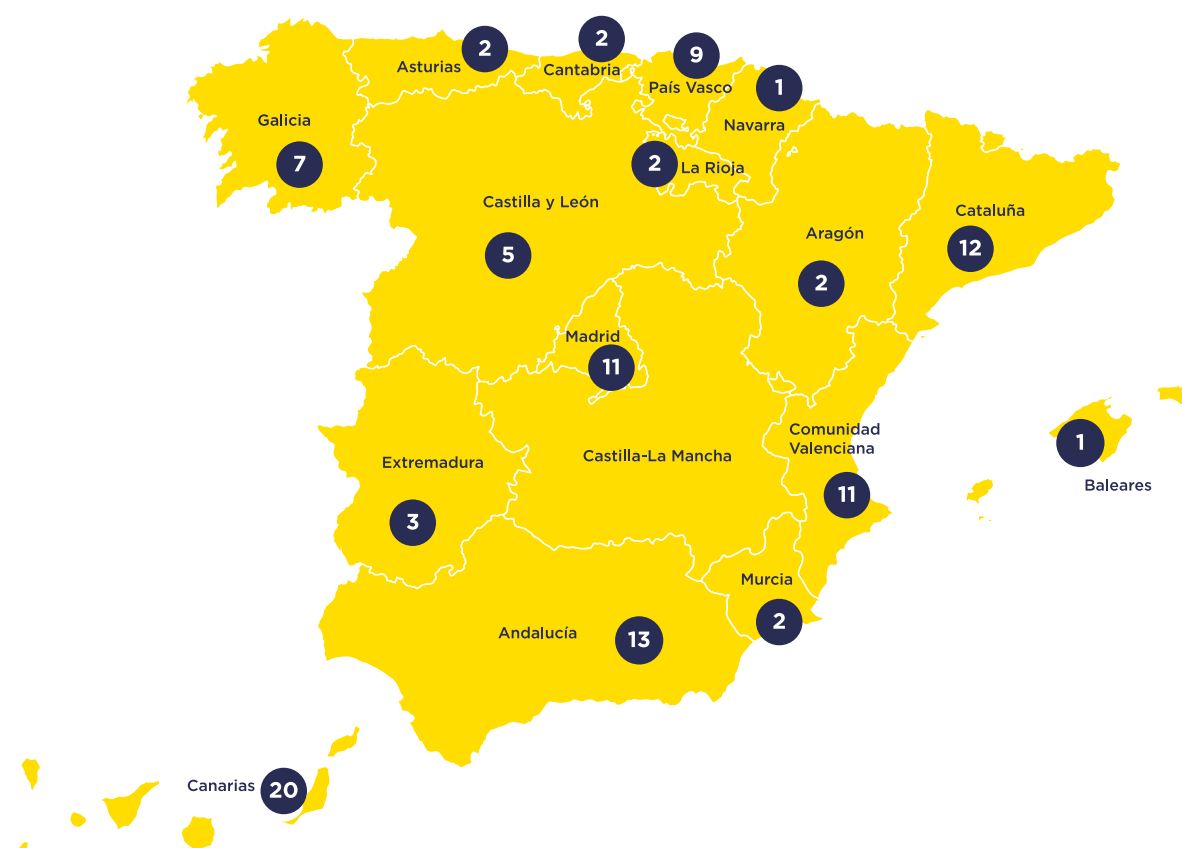 2
Asturias
2
Cantabria
9
País Vasco
1
Navarra
Galicia
7
2
La Rioja
Castilla y León
5
Aragón
2
Cataluña
12
Madrid
11
Comunidad
Valenciana
11
Castilla-La Mancha
Extremadura
3
1
Baleares
Murcia
2
Andalucía
13
Canarias
20